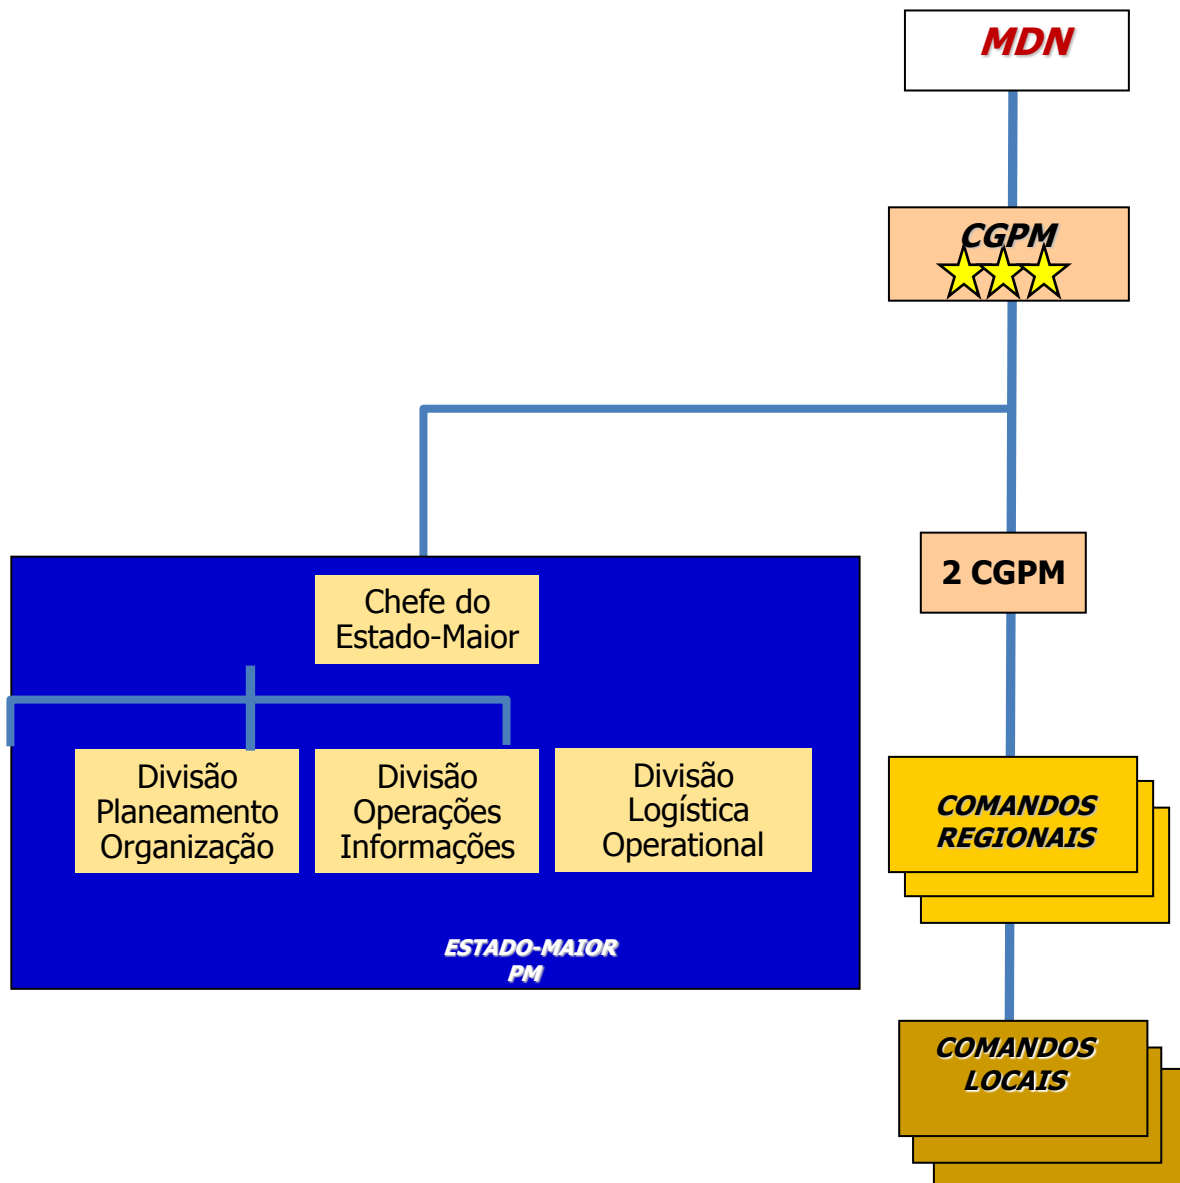 MDN
CGPM
2 CGPM
Chefe do
Estado-Maior
Divisão
Planeamento
Organização
Divisão
Operações
Informações
Divisão
Logística
Operational
ESTADO-MAIOR
PM
COMANDOS
REGIONAIS
COMANDOS
LOCAIS